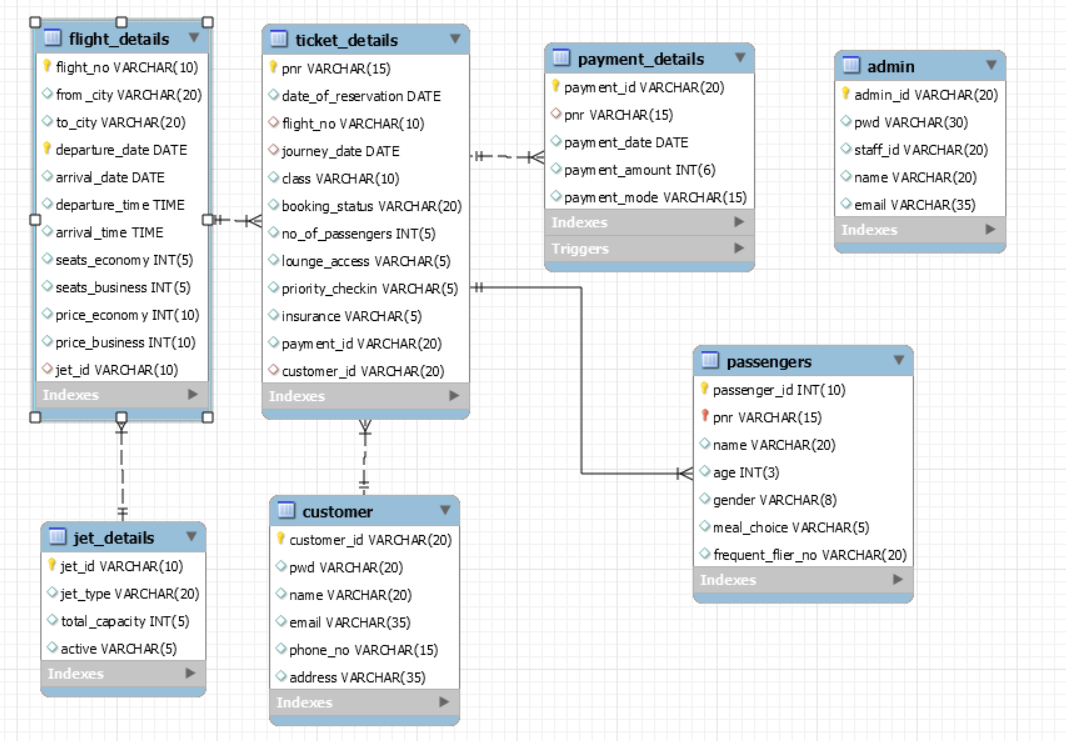 flight_details
flight_no VARCHAR(10)
from_city VARCHAR(20)
to_city VARCHAR(20)
departure_date DATE
arrival_date DATE
departure_time TIME
arrival_time TIME
seats_economy INT(5)
seats_business INT(5)
price_economy INT(10)
price_business INT(10)
jet_id VARCHAR(10)
Indexes
ticket_details
pnr VARCHAR(15)
date_of_reservation DATE
flight_no VARCHAR(10)
journey_date DATE
class VARCHAR(10)
booking_status VARCHAR(20)
no_of_passengers INT(5)
lounge_access VARCHAR(5)
priority_checkin VARCHAR(5)
insurance VARCHAR(5)
payment_id VARCHAR(20)
customer_id VARCHAR(20)
Indexes
payment_details
payment_id VARCHAR(20)
pnr VARCHAR(15)
payment_date DATE
payment_amount INT(6)
payment_mode VARCHAR(15)
Indexes
Triggers
admin
admin_id VARCHAR(20)
pwd VARCHAR(30)
staff_id VARCHAR(20)
name VARCHAR(20)
email VARCHAR(35)
Indexes
passengers
passenger_id INT(10)
pnr VARCHAR(15)
name VARCHAR(20)
age INT(3)
gender VARCHAR(8)
meal_choice VARCHAR(5)
frequent_flier_no VARCHAR(20)
Indexes
jet_details
jet_id VARCHAR(10)
jet_type VARCHAR(20)
total_capacity INT(5)
active VARCHAR(5)
Indexes
customer
customer_id VARCHAR(20)
pwd VARCHAR(20)
name VARCHAR(20)
email VARCHAR(35)
phone_no VARCHAR(15)
address VARCHAR(35)
Indexes